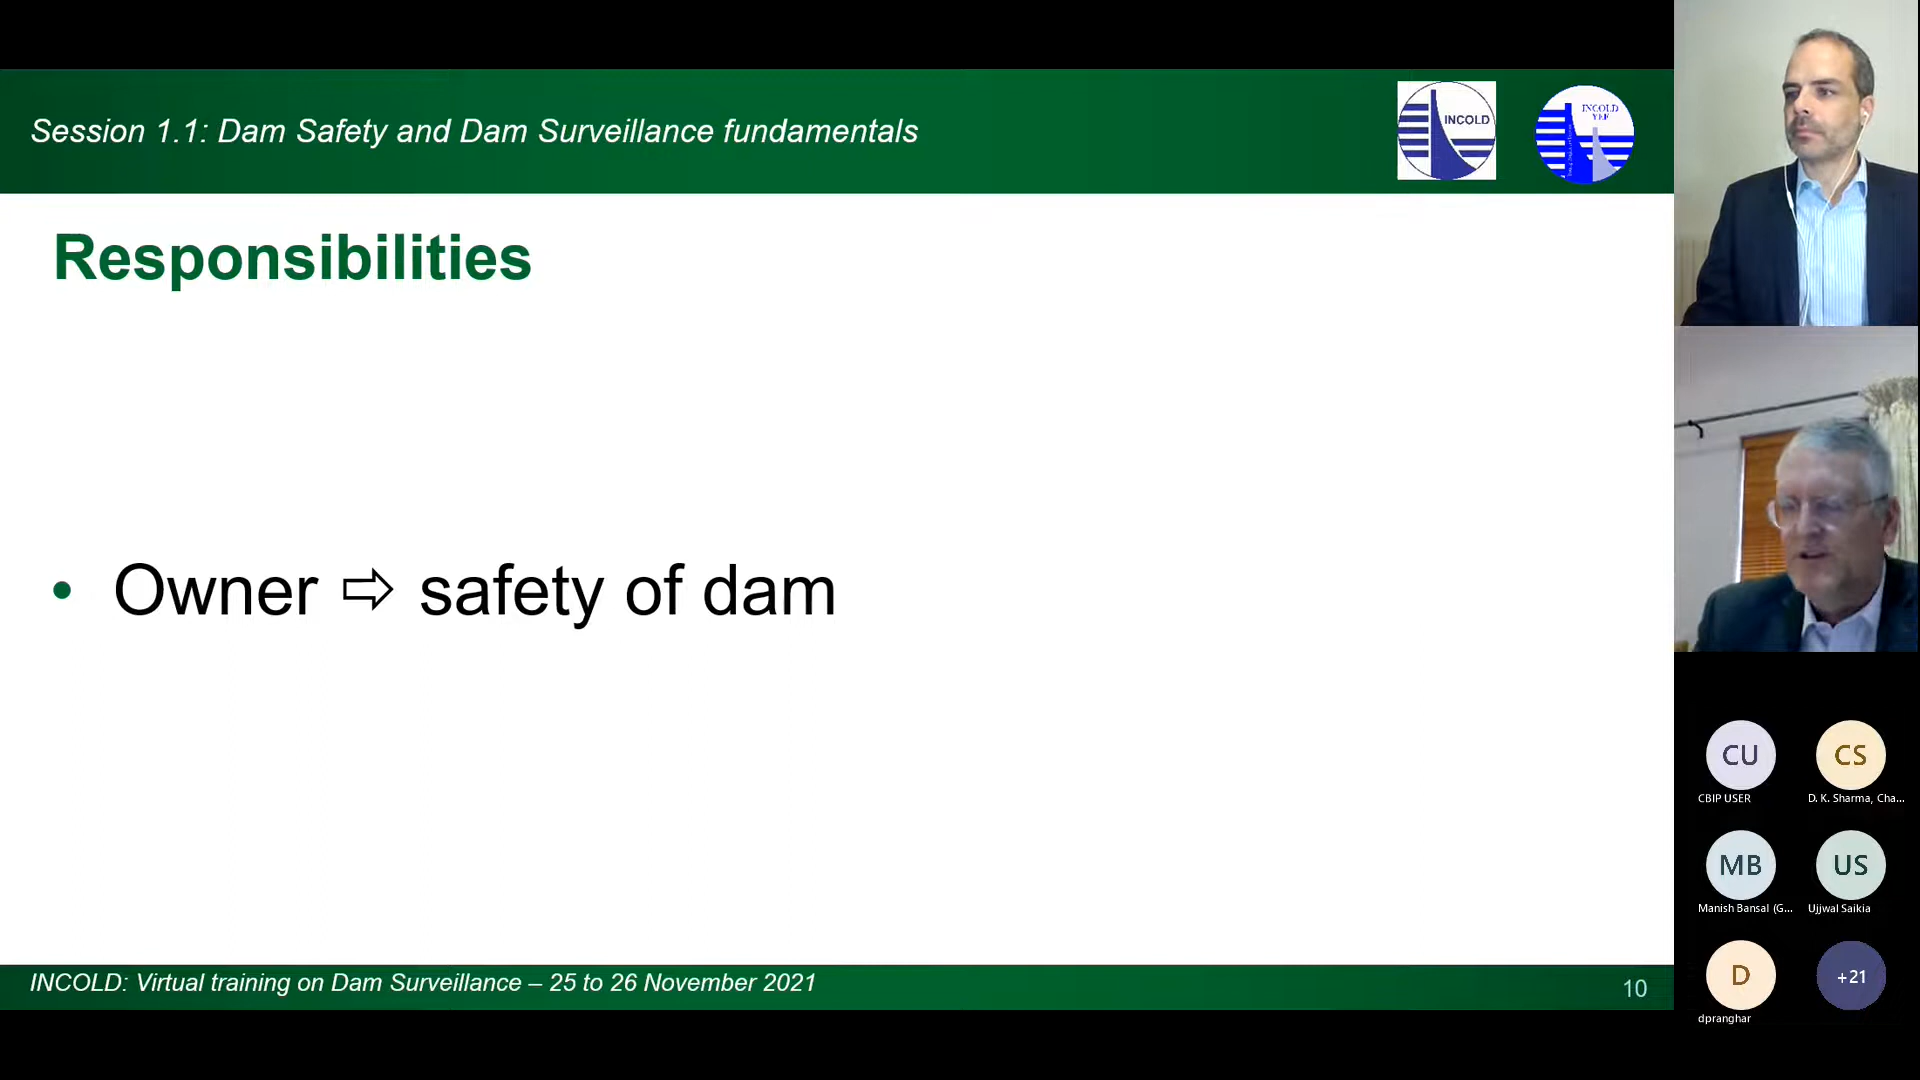 Session 1.1: Dam Safety and Dam Surveillance fundamentals
INCOLD
INCOLD
YEF
Responsibilities
• Owner ⇨ safety of dam
INCOLD: Virtual training on Dam Surveillance – 25 to 26 November 2021
10
CU
CS
CBIP USER
D. K. Sharma, Cha...
MB
US
Manish Bansal (G...
Ujjwal Saikia
D
+21
dpranghar